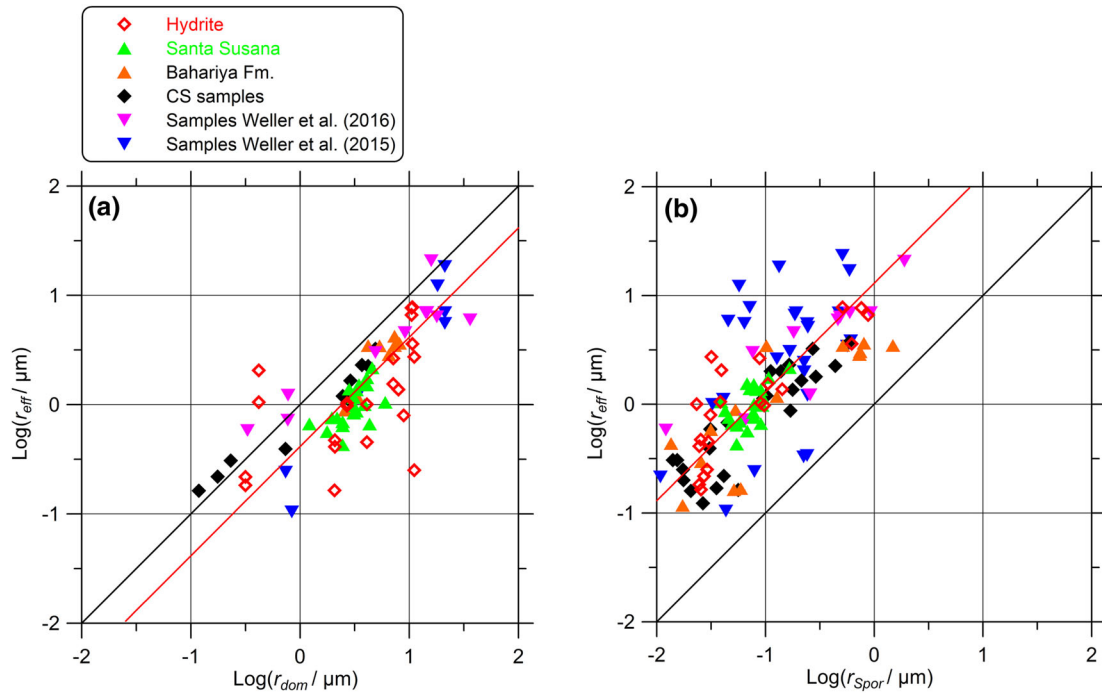 Hydrite
Santa Susana
Bahariya Fm.
CS samples
Samples Weller et al. (2016)
Samples Weller et al. (2015)
(a)
2
1
0
-1
-2
Log(r_eff / µm)
-2 -1 0 1 2
Log(r_dom / µm)
(b)
2
1
0
-1
-2
Log(r_eff / µm)
-2 -1 0 1 2
Log(r_Spor / µm)